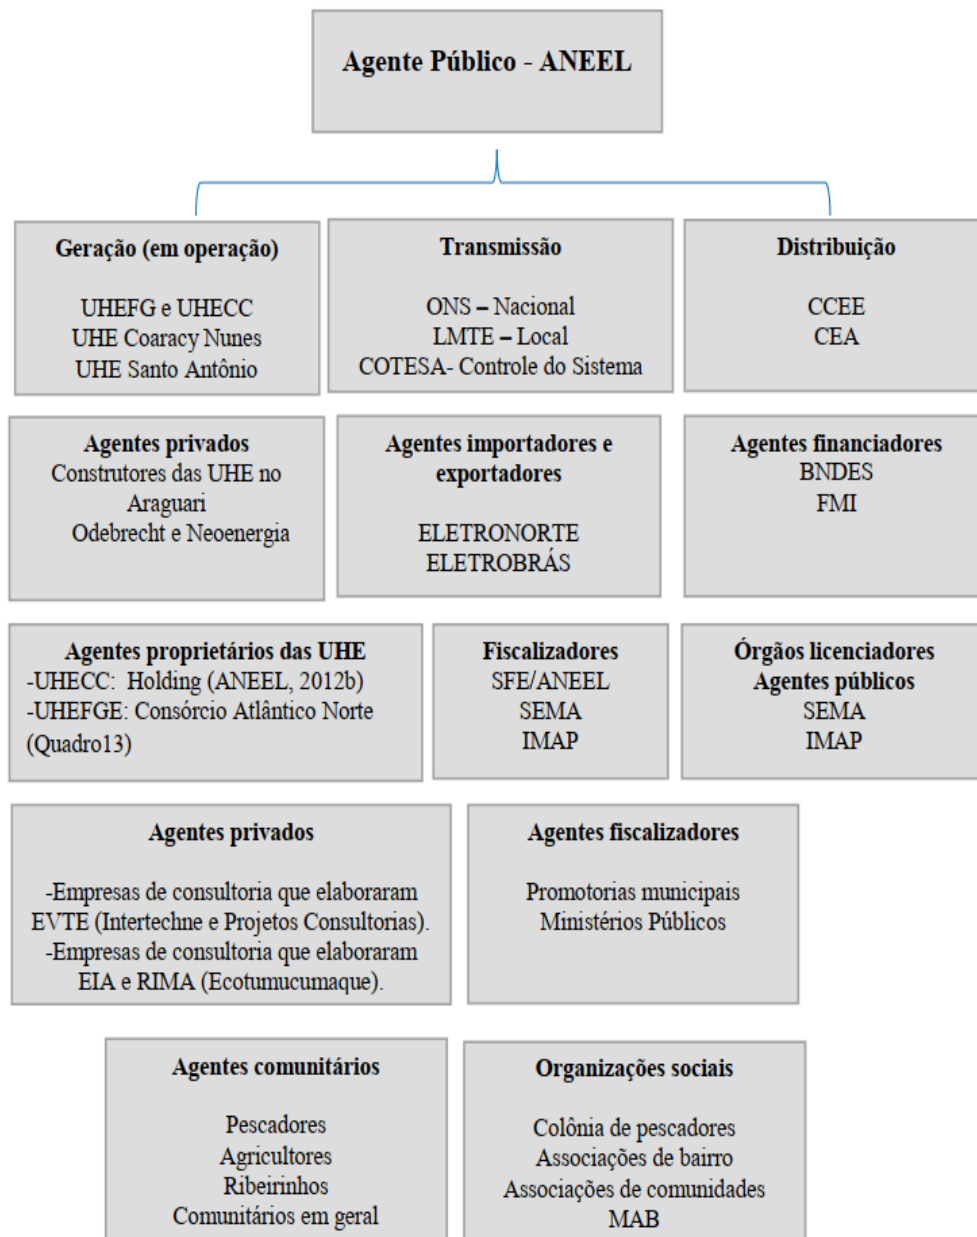 Agente Público - ANEEL
Geração (em operação)
UHEFG e UHECC
UHE Coaracy Nunes
UHE Santo Antônio
Transmissão
ONS – Nacional
LMTE – Local
COTESA- Controle do Sistema
Distribuição
CCEE
CEA
Agentes privados
Construtores das UHE no
Araguari
Odebrecht e Neoenergia
Agentes importadores e
exportadores
ELETRONORTE
ELETROBRÁS
Agentes financiadores
BNDES
FMI
Agentes proprietários das UHE
-UHECC: Holding (ANEEL, 2012b)
-UHEFGE: Consórcio Atlântico Norte
(Quadro13)
Fiscalizadores
SFE/ANEEL
SEMA
IMAP
Órgãos licenciadores
Agentes públicos
SEMA
IMAP
Agentes privados
-Empresas de consultoria que elaboraram
EVTE (Intertechne e Projetos Consultorias).
-Empresas de consultoria que elaboraram
EIA e RIMA (Ecotumucumaque).
Agentes fiscalizadores
Promotorias municipais
Ministérios Públicos
Agentes comunitários
Pescadores
Agricultores
Ribeirinhos
Comunitários em geral
Organizações sociais
Colônia de pescadores
Associações de bairro
Associações de comunidades
MAB